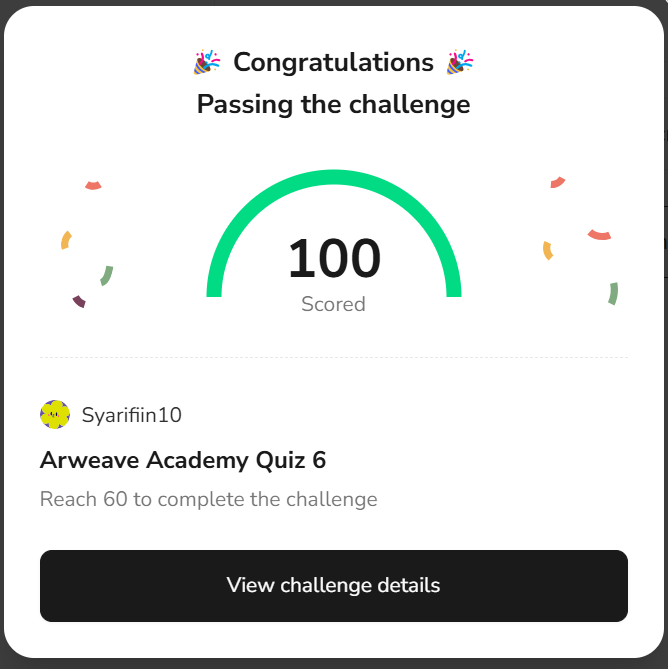 🎉 Congratulations 🎉
Passing the challenge
100
Scored
Syarifiin10
Arweave Academy Quiz 6
Reach 60 to complete the challenge
View challenge details